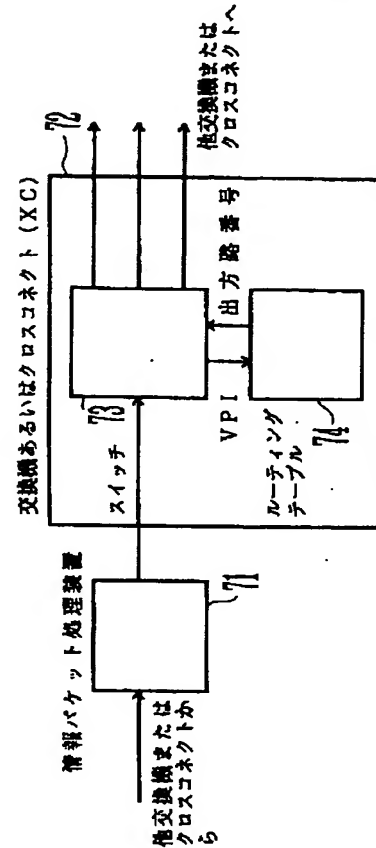 交換機あるいはクロスコネクト(XC)
72
他交換機または
クロスコネクトへ
スイッチ
73
VPI
出方路番号
ルーティング
テーブル
74
情報パケット処理装置
71
他交換機または
クロスコネクトか
ら